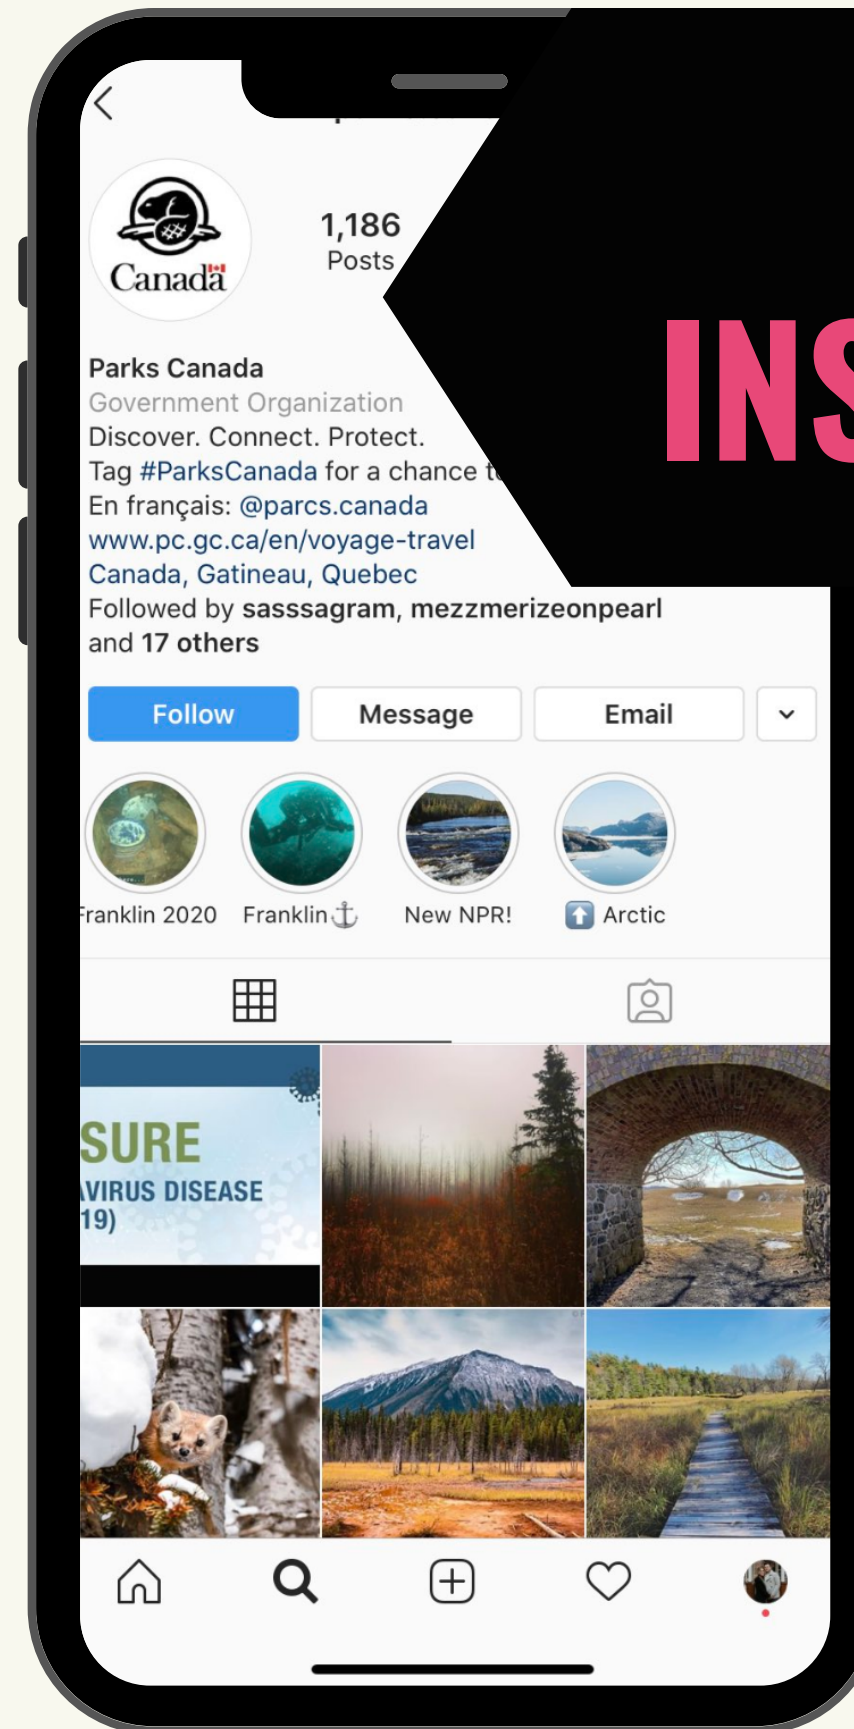 Canada
1,186
Posts
INS
Parks Canada
Government Organization
Discover. Connect. Protect.
Tag #ParksCanada for a chance t
En français: @parcs.canada
www.pc.gc.ca/en/voyage-travel
Canada, Gatineau, Quebec
Followed by sasssagram, mezzmerizeonpearl
and 17 others
Follow Message Email
Franklin 2020 Franklin⚓ New NPR! ⬆️ Arctic
SURE
AVIRUS DISEASE
19)